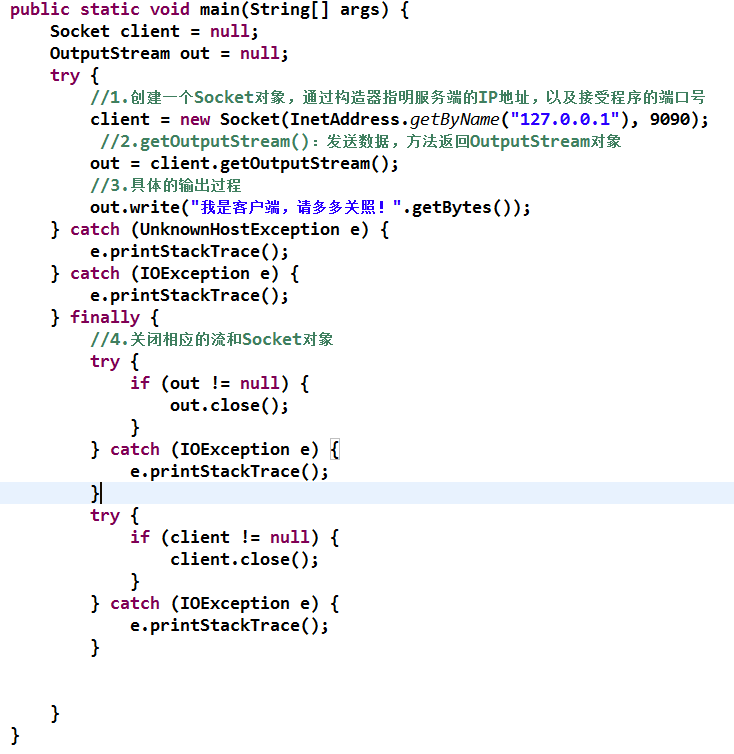 public static void main(String[] args) {
    Socket client = null;
    OutputStream out = null;
    try {
        //1.创建一个Socket对象，通过构造器指明服务端的IP地址，以及接受程序的端口号
        client = new Socket(InetAddress.getByName("127.0.0.1"), 9090);
         //2.getOutputStream()：发送数据，方法返回OutputStream对象
        out = client.getOutputStream();
        //3.具体的输出过程
        out.write("我是客户端，请多多关照！".getBytes());
    } catch (UnknownHostException e) {
        e.printStackTrace();
    } catch (IOException e) {
        e.printStackTrace();
    } finally {
        //4.关闭相应的流和Socket对象
        try {
            if (out != null) {
                out.close();
            }
        } catch (IOException e) {
            e.printStackTrace();
        }
        try {
            if (client != null) {
                client.close();
            }
        } catch (IOException e) {
            e.printStackTrace();
        }
    }
}